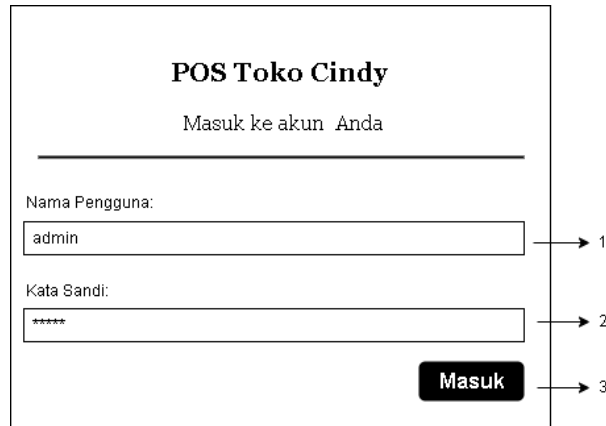 POS Toko Cindy
Masuk ke akun Anda
Nama Pengguna:
admin
1
Kata Sandi:
*****
2
Masuk
3